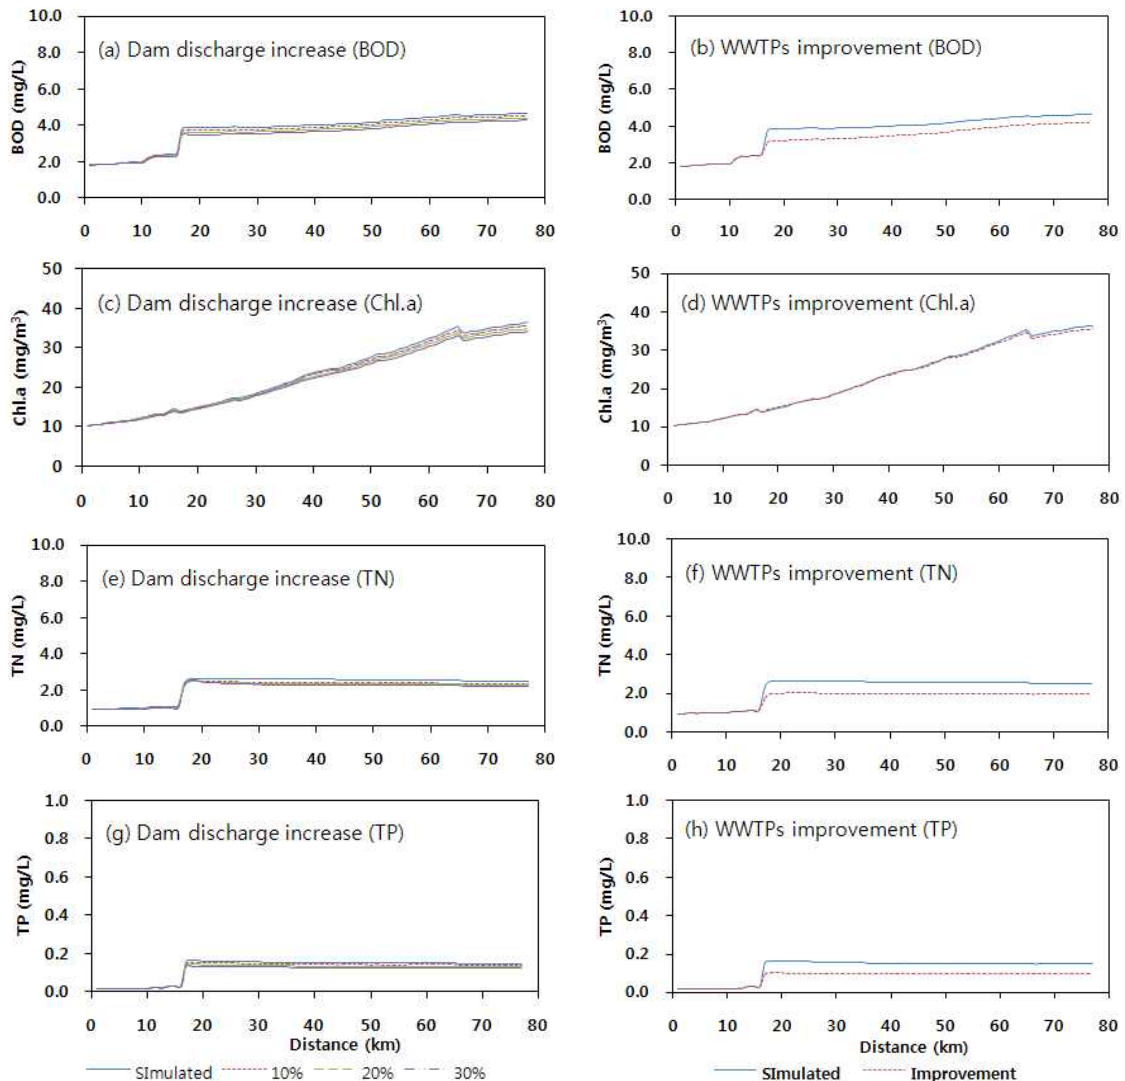 10.0
8.0
6.0
4.0
2.0
0.0
BOD (mg/L)
(a) Dam discharge increase (BOD)
0 10 20 30 40 50 60 70 80
10.0
8.0
6.0
4.0
2.0
0.0
BOD (mg/L)
(b) WWTPs improvement (BOD)
0 10 20 30 40 50 60 70 80
50
40
30
20
10
0
Chl.a (mg/m³)
(c) Dam discharge increase (Chl.a)
0 10 20 30 40 50 60 70 80
50
40
30
20
10
0
Chl.a (mg/m³)
(d) WWTPs improvement (Chl.a)
0 10 20 30 40 50 60 70 80
10.0
8.0
6.0
4.0
2.0
0.0
TN (mg/L)
(e) Dam discharge increase (TN)
0 10 20 30 40 50 60 70 80
10.0
8.0
6.0
4.0
2.0
0.0
TN (mg/L)
(f) WWTPs improvement (TN)
0 10 20 30 40 50 60 70 80
1.0
0.8
0.6
0.4
0.2
0.0
TP (mg/L)
(g) Dam discharge increase (TP)
0 10 20 30 40 50 60 70 80
Distance (km)
SImulated 10% 20% 30%
1.0
0.8
0.6
0.4
0.2
0.0
TP (mg/L)
(h) WWTPs improvement (TP)
0 10 20 30 40 50 60 70 80
Distance (km)
SImulated Improvement